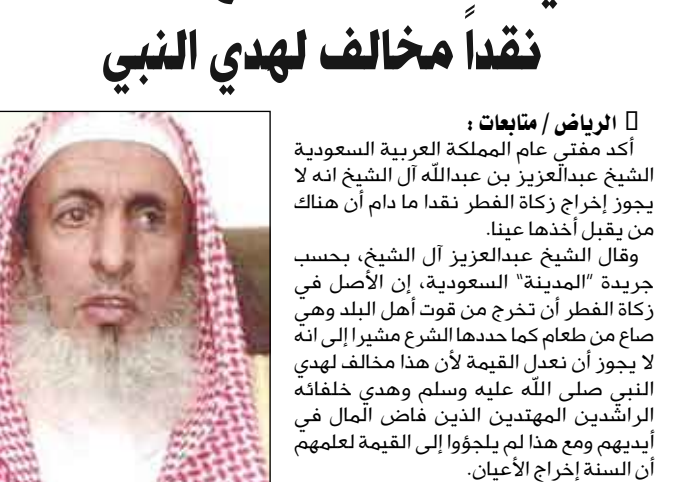 نقداً مخالف لهدي النبي
الرياض / متابعات :
أكد مفتي عام المملكة العربية السعودية
الشيخ عبدالعزيز بن عبدالله آل الشيخ انه لا
يجوز إخراج زكاة الفطر نقدا ما دام أن هناك
من يقبل أخذها عينا.
وقال الشيخ عبدالعزيز آل الشيخ، بحسب
جريدة "المدينة" السعودية، إن الأصل في
زكاة الفطر أن تخرج من قوت أهل البلد وهي
صاع من طعام كما حددها الشرع مشيرا إلى انه
لا يجوز أن نعدل القيمة لأن هذا مخالف لهدي
النبي صلى الله عليه وسلم وهدي خلفائه
الراشدين المهتدين الذين فاض المال في
أيديهم ومع هذا لم يلجؤوا إلى القيمة لعلمهم
أن السنة إخراج الأعيان.